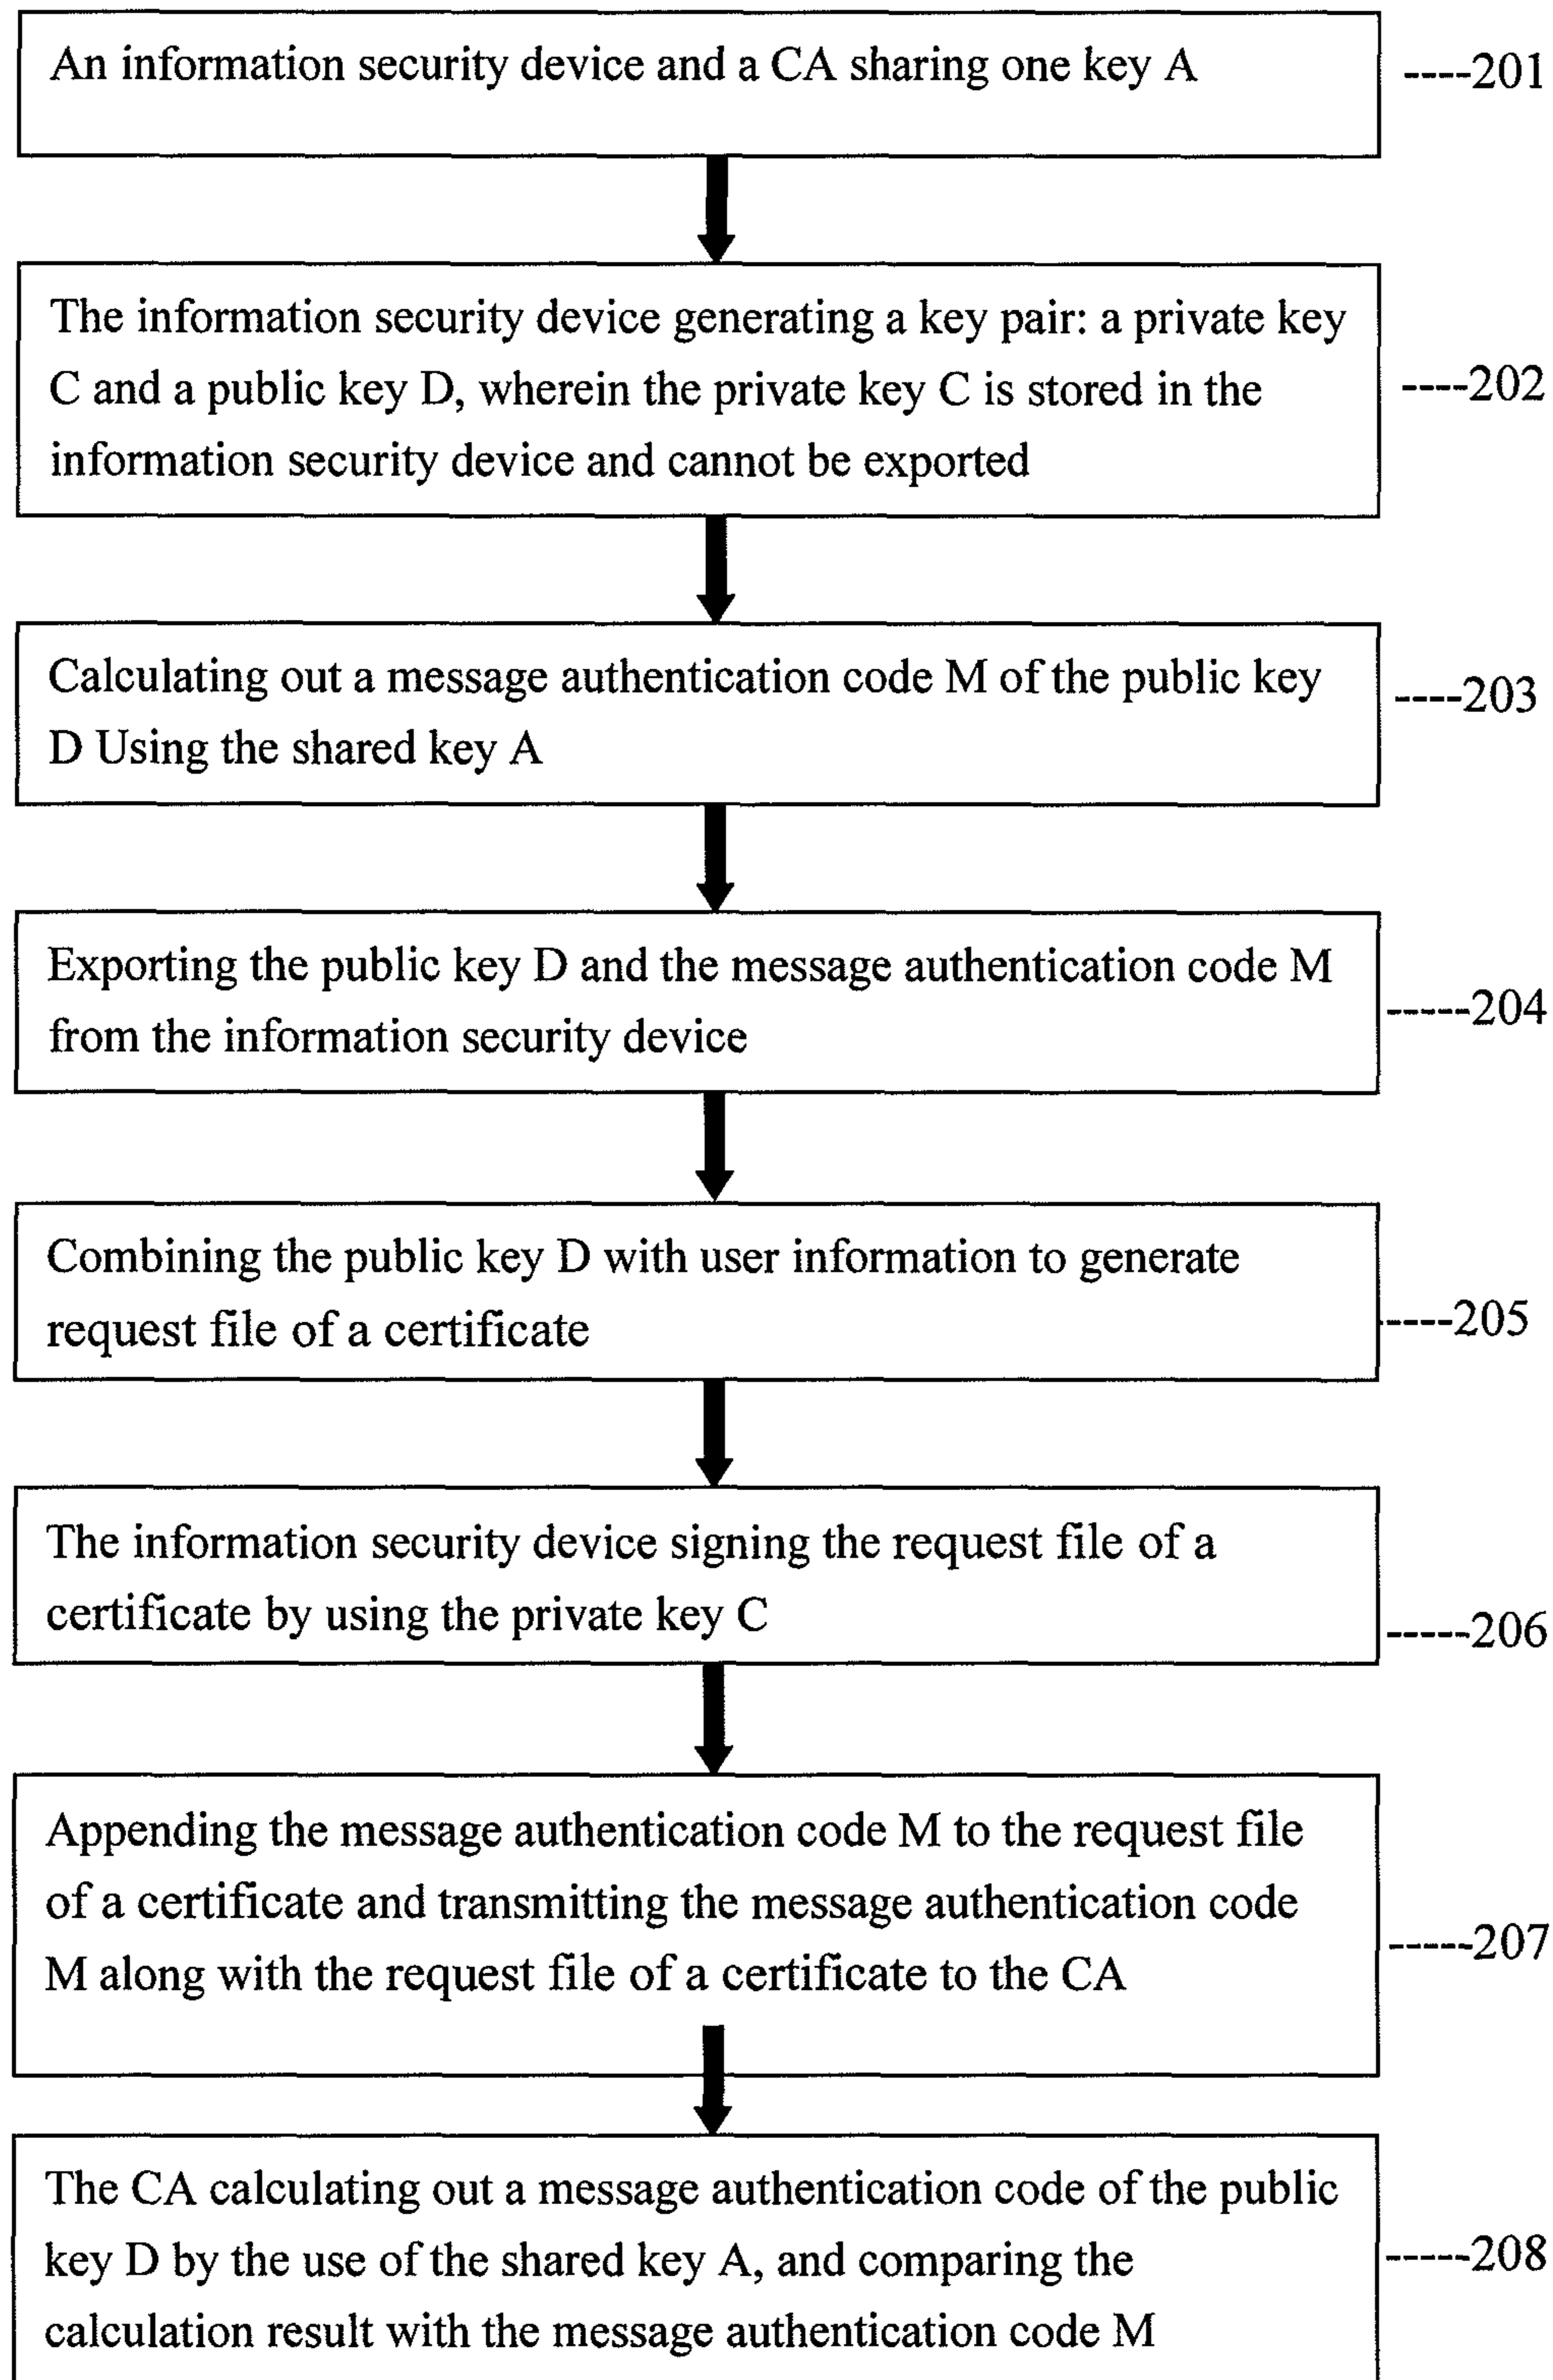 An information security device and a CA sharing one key A
----201
The information security device generating a key pair: a private key
C and a public key D, wherein the private key C is stored in the
information security device and cannot be exported
----202
Calculating out a message authentication code M of the public key
D Using the shared key A
----203
Exporting the public key D and the message authentication code M
from the information security device
-----204
Combining the public key D with user information to generate
request file of a certificate
----205
The information security device signing the request file of a
certificate by using the private key C
-----206
Appending the message authentication code M to the request file
of a certificate and transmitting the message authentication code
M along with the request file of a certificate to the CA
-----207
The CA calculating out a message authentication code of the public
key D by the use of the shared key A, and comparing the
calculation result with the message authentication code M
-----208